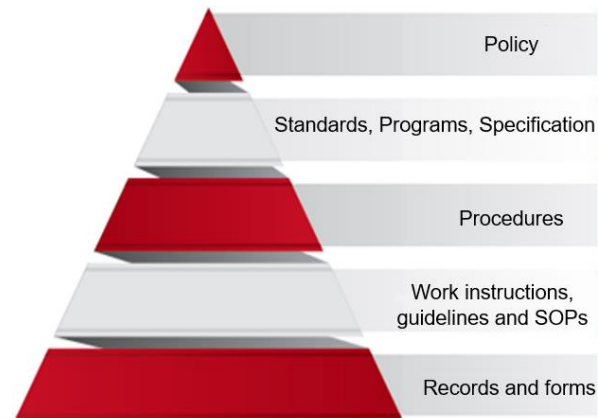 Policy
Standards, Programs, Specification
Procedures
Work instructions,
guidelines and SOPs
Records and forms